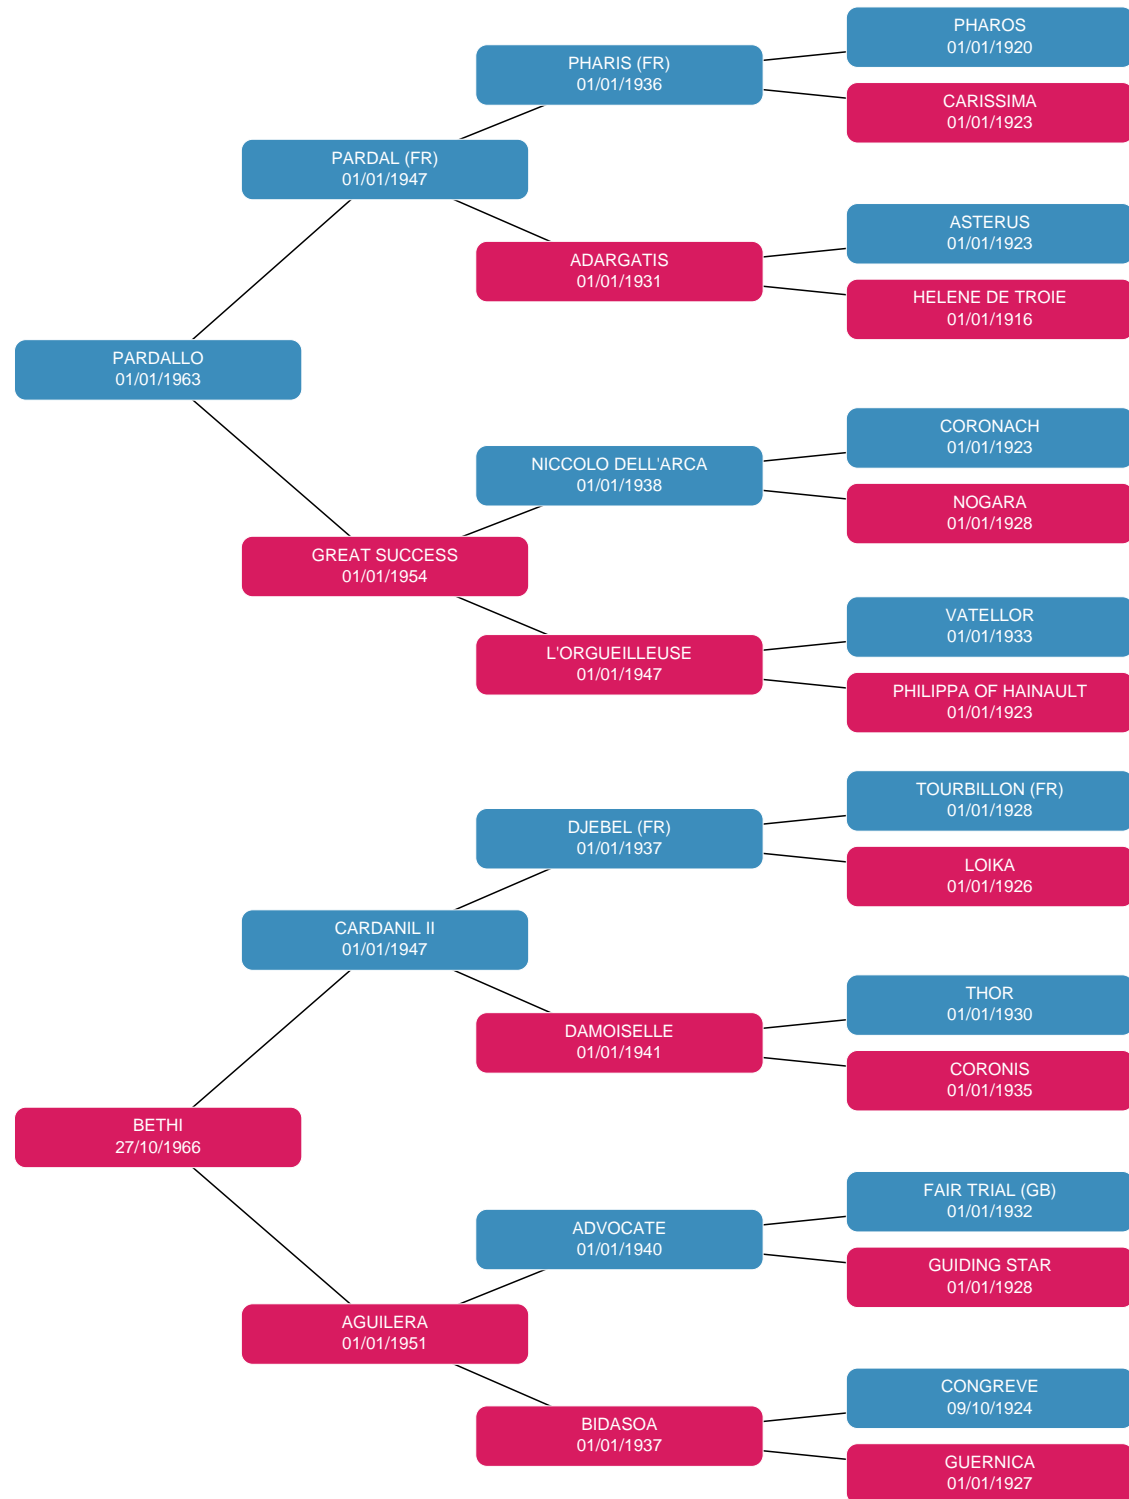 PHAROS
01/01/1920
PHARIS (FR)
01/01/1936
CARISSIMA
01/01/1923
PARDAL (FR)
01/01/1947
ASTERUS
01/01/1923
ADARGATIS
01/01/1931
HELENE DE TROIE
01/01/1916
PARDALLO
01/01/1963
CORONACH
01/01/1923
NICCOLO DELL'ARCA
01/01/1938
NOGARA
01/01/1928
GREAT SUCCESS
01/01/1954
VATELLOR
01/01/1933
L'ORGUEILLEUSE
01/01/1947
PHILIPPA OF HAINAULT
01/01/1923
TOURBILLON (FR)
01/01/1928
DJEBEL (FR)
01/01/1937
LOIKA
01/01/1926
CARDANIL II
01/01/1947
THOR
01/01/1930
DAMOISELLE
01/01/1941
CORONIS
01/01/1935
BETHI
27/10/1966
FAIR TRIAL (GB)
01/01/1932
ADVOCATE
01/01/1940
GUIDING STAR
01/01/1928
AGUILERA
01/01/1951
CONGREVE
09/10/1924
BIDASOA
01/01/1937
GUERNICA
01/01/1927